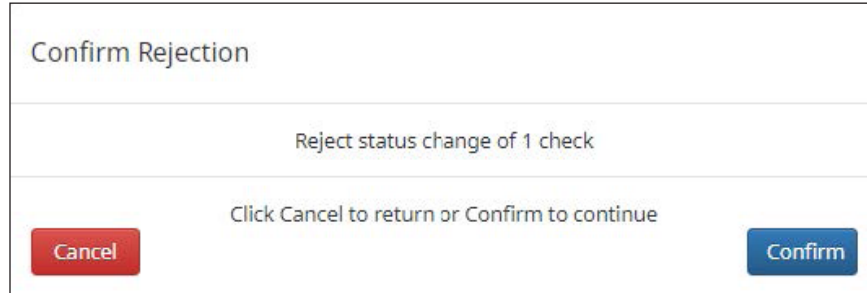 Confirm Rejection
Reject status change of 1 check
Click Cancel to return or Confirm to continue
Cancel
Confirm